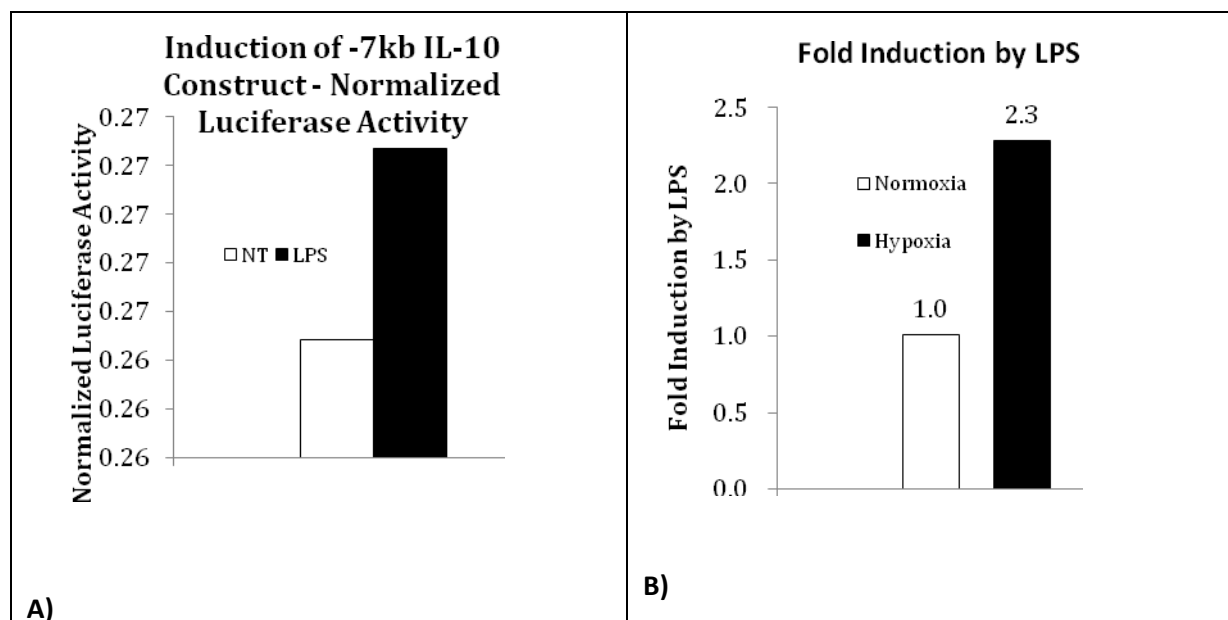 Induction of -7kb IL-10
Construct - Normalized
Luciferase Activity
Normalized Luciferase Activity
0.27
0.27
0.27
0.27
0.27
0.26
0.26
0.26
NT LPS
A)
Fold Induction by LPS
Fold Induction by LPS
2.5
2.0
1.5
1.0
0.5
0.0
2.3
Normoxia
Hypoxia
1.0
B)